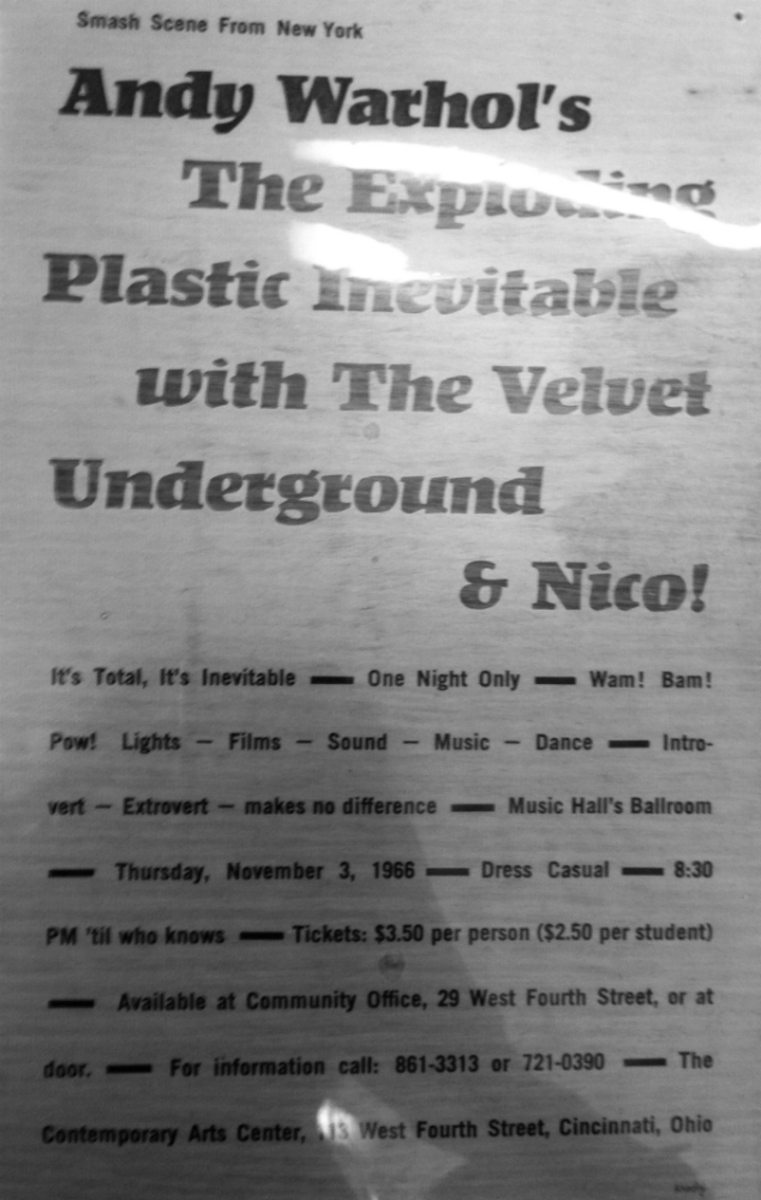 Smash Scene From New York
Andy Warhol's
The Exploding
Plastic Inevitable
with The Velvet
Underground
& Nico!
It's Total, It's Inevitable — One Night Only — Wam! Bam!
Pow! Lights – Films – Sound – Music – Dance — Intro-
vert – Extrovert – makes no difference — Music Hall's Ballroom
— Thursday, November 3, 1966 — Dress Casual — 8:30
PM 'til who knows — Tickets: $3.50 per person ($2.50 per student)
— Available at Community Office, 29 West Fourth Street, or at
door. — For information call: 861-3313 or 721-0390 — The
Contemporary Arts Center, West Fourth Street, Cincinnati, Ohio